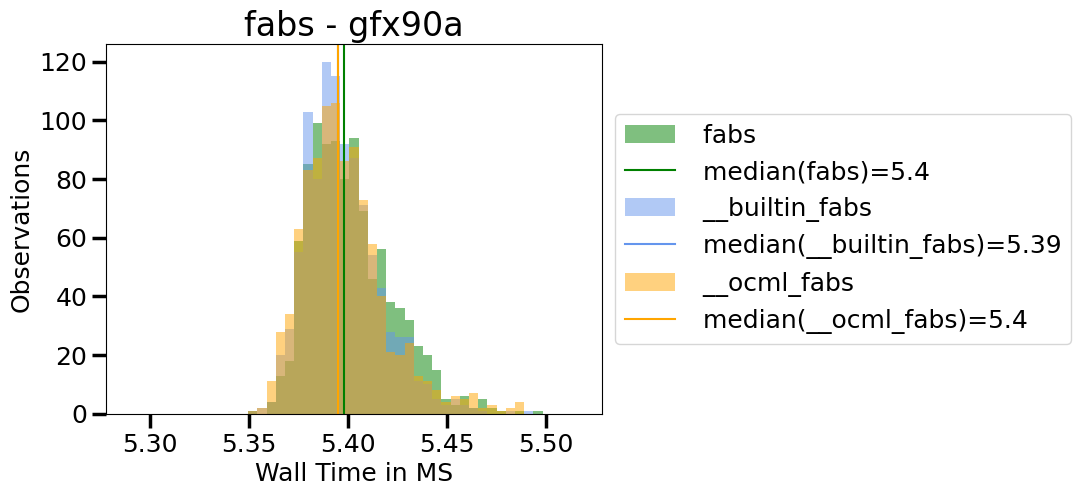 fabs - gfx90a
120
100
80
60
40
20
0
Observations
5.30 5.35 5.40 5.45 5.50
Wall Time in MS
fabs
median(fabs)=5.4
__builtin_fabs
median(__builtin_fabs)=5.39
__ocml_fabs
median(__ocml_fabs)=5.4